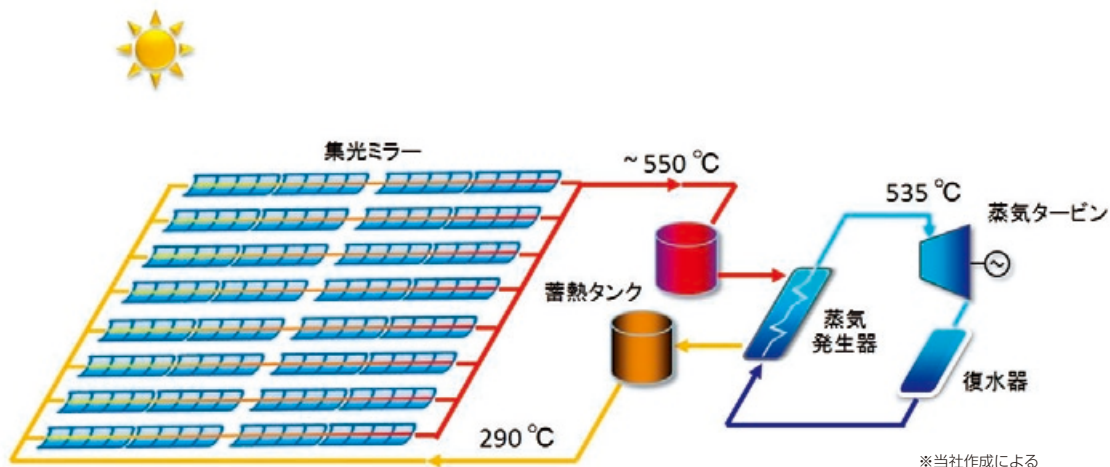 集光ミラー
~ 550 ℃
535 ℃
蒸気タービン
蓄熱タンク
蒸気
発生器
復水器
290 ℃
※当社作成による